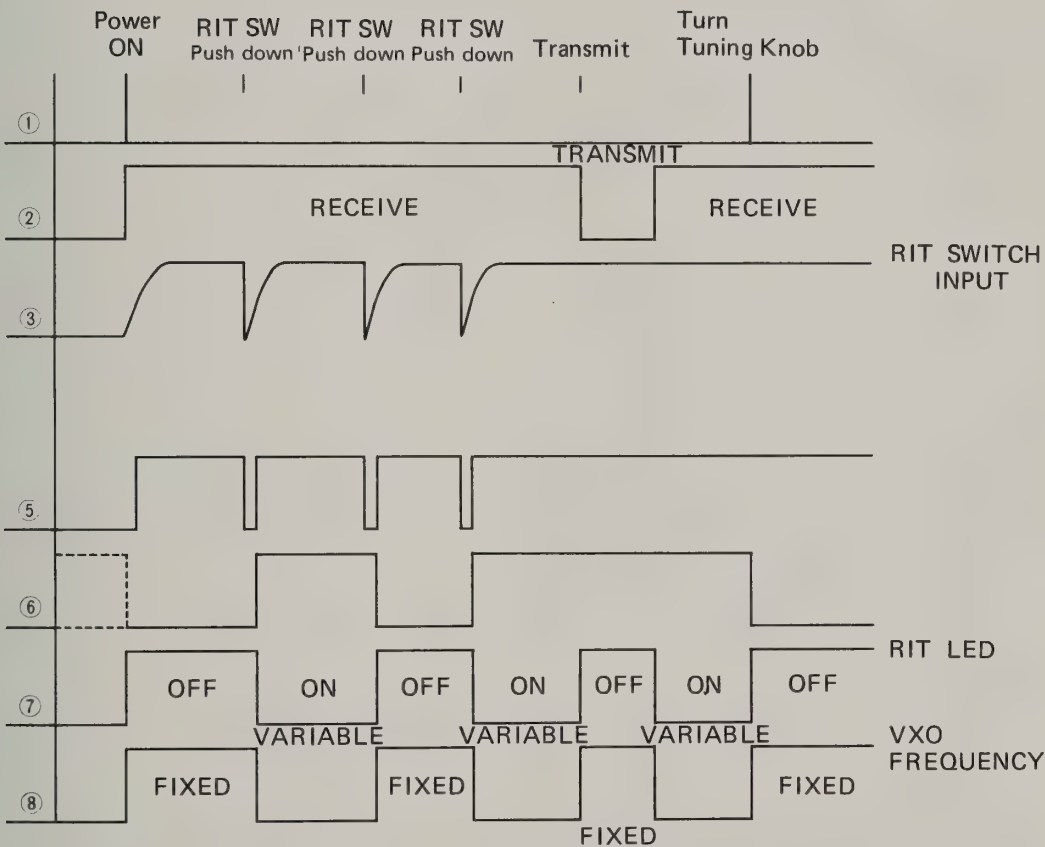 Power
ON
RIT SW
Push down
RIT SW
Push down
RIT SW
Push down
Transmit
Turn
Tuning Knob
①
TRANSMIT
②
RECEIVE
RECEIVE
RIT SWITCH
INPUT
③
⑤
⑥
RIT LED
OFF
ON
OFF
ON
OFF
ON
OFF
⑦
VARIABLE
VARIABLE
VARIABLE
VXO
FREQUENCY
FIXED
FIXED
FIXED
⑧
FIXED